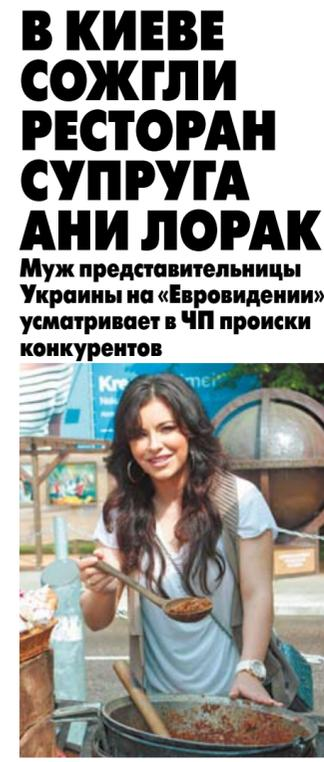 В КИЕВЕ
СОЖГЛИ
РЕСТОРАН
СУПРУГА
АНИ ЛОРАК
Муж представительницы
Украины на «Евровидении»
усматривает в ЧП происки
конкурентов